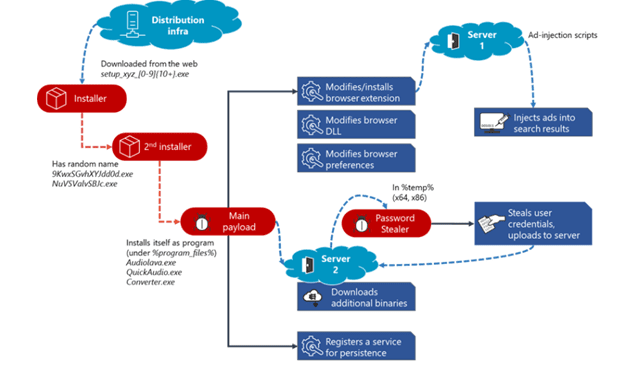 Distribution
infra
Downloaded from the web
setup_xyz_[0-9]{10+}.exe
Installer
2nd installer
Has random name
9KwxSGvhXYJdd0d.exe
NuVSValvSBJc.exe
Main
payload
Installs itself as program
(under %program_files%)
Audiolava.exe
QuickAudio.exe
Converter.exe
Modifies/installs
browser extension
Modifies browser
DLL
Modifies browser
preferences
Server
1
Ad-injection scripts
Injects ads into
search results
In %temp%
(x64, x86)
Password
Stealer
Steals user
credentials,
uploads to server
Server
2
Downloads
additional binaries
Registers a service
for persistence